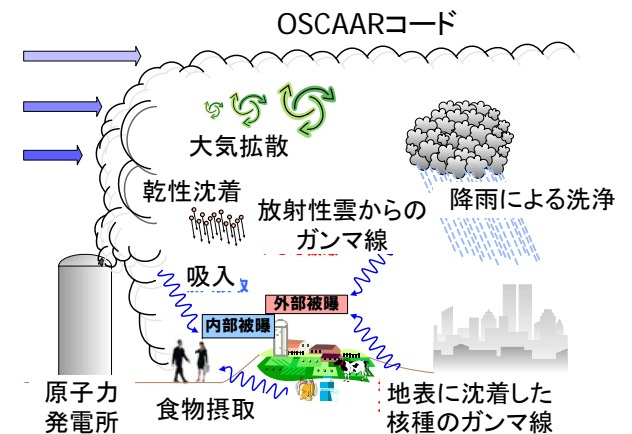 OSCAARコード
大気拡散
乾性沈着
放射性雲からの
ガンマ線
降雨による洗浄
吸入
外部被曝
内部被曝
原子力
発電所
食物摂取
地表に沈着した
核種のガンマ線